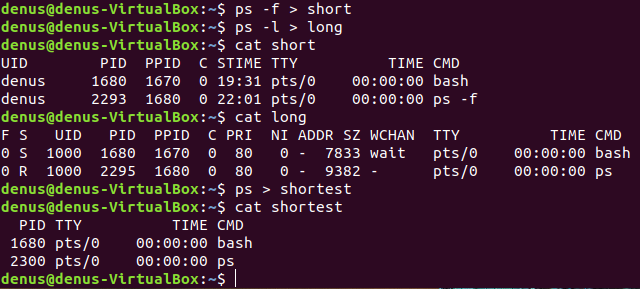 denus@denus-VirtualBox:~$ ps -f > short
denus@denus-VirtualBox:~$ ps -l > long
denus@denus-VirtualBox:~$ cat short
UID        PID  PPID  C STIME TTY          TIME CMD
denus     1680  1670  0 19:31 pts/0    00:00:00 bash
denus     2293  1680  0 22:01 pts/0    00:00:00 ps -f
denus@denus-VirtualBox:~$ cat long
F S   UID   PID  PPID  C PRI  NI ADDR SZ WCHAN  TTY          TIME CMD
0 S  1000  1680  1670  0  80   0 -  7833 wait   pts/0    00:00:00 bash
0 R  1000  2295  1680  0  80   0 -  9382 -      pts/0    00:00:00 ps
denus@denus-VirtualBox:~$ ps > shortest
denus@denus-VirtualBox:~$ cat shortest
  PID TTY          TIME CMD
 1680 pts/0    00:00:00 bash
 2300 pts/0    00:00:00 ps
denus@denus-VirtualBox:~$